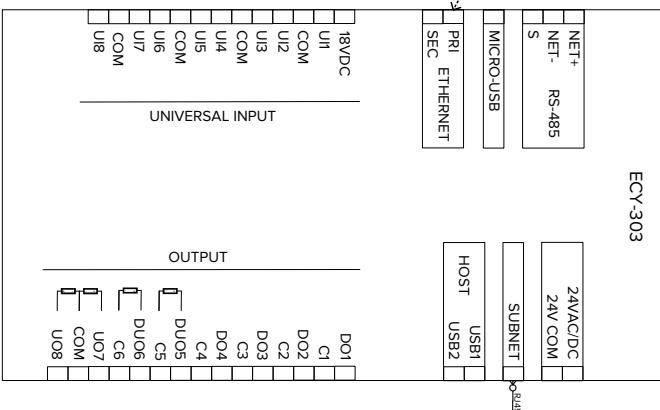 UI8
COM
UI7
UI6
COM
UI5
UI4
COM
UI3
UI2
COM
UI1
18VDC
UNIVERSAL INPUT
PRI
SEC
ETHERNET
MICRO-USB
NET+
NET-
S
RS-485
ECY-303
OUTPUT
UO8
COM
UO7
C6
DUO6
C5
DUO5
C4
DO4
C3
DO3
C2
DO2
C1
DO1
HOST
USB1
USB2
SUBNET
24VAC/DC
24V COM